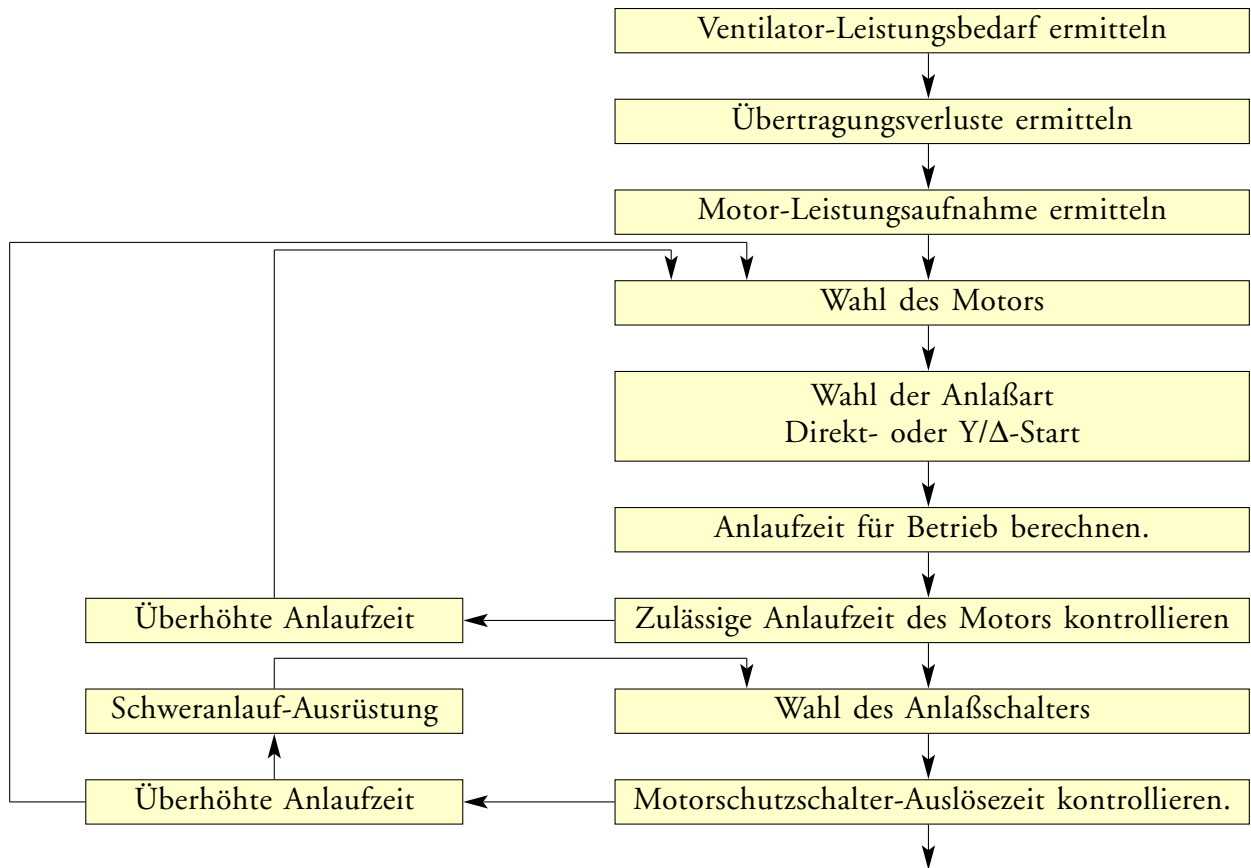 Ventilator-Leistungsbedarf ermitteln
Übertragungsverluste ermitteln
Motor-Leistungsaufnahme ermitteln
Wahl des Motors
Wahl der Anlaßart
Direkt- oder Y/Δ-Start
Anlaufzeit für Betrieb berechnen.
Überhöhte Anlaufzeit
Zulässige Anlaufzeit des Motors kontrollieren
Schweranlauf-Ausrüstung
Wahl des Anlaßschalters
Überhöhte Anlaufzeit
Motorschutzschalter-Auslösezeit kontrollieren.